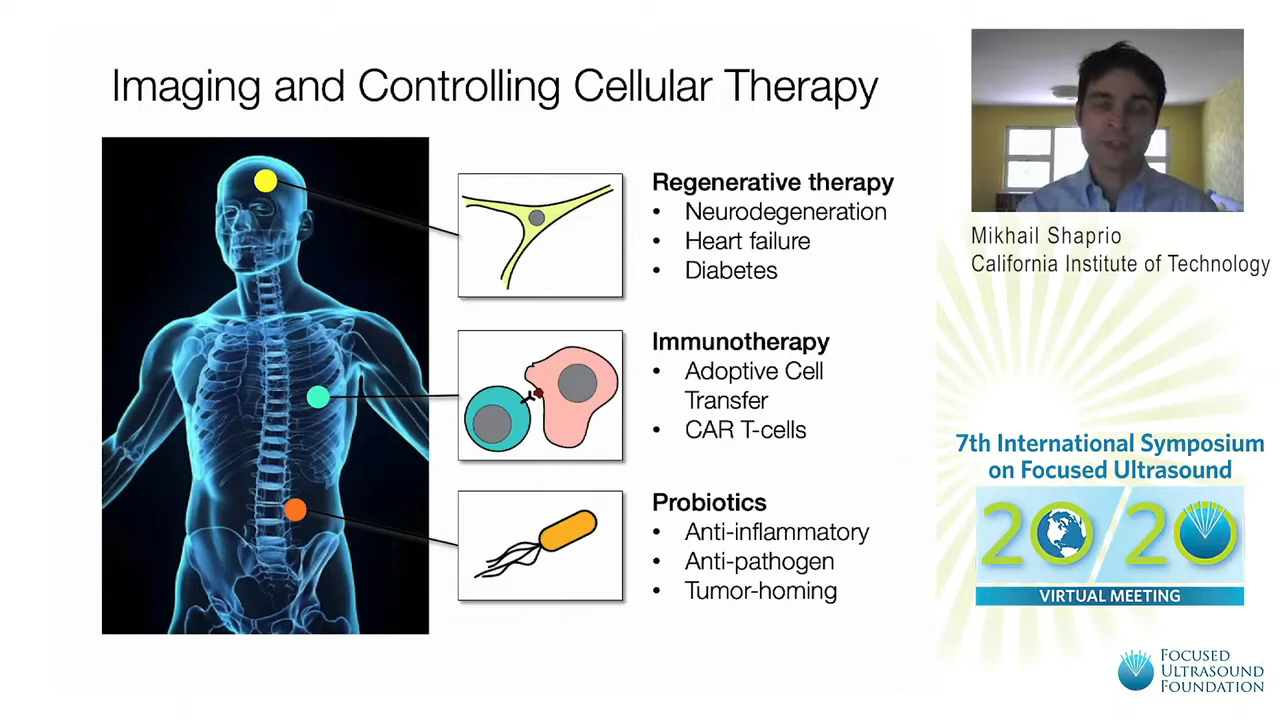 Imaging and Controlling Cellular Therapy
Regenerative therapy
• Neurodegeneration
• Heart failure
• Diabetes
Immunotherapy
• Adoptive Cell
Transfer
• CAR T-cells
Probiotics
• Anti-inflammatory
• Anti-pathogen
• Tumor-homing
Mikhail Shaprio
California Institute of Technology
7th International Symposium
on Focused Ultrasound
20/20
VIRTUAL MEETING
FOCUSED
ULTRASOUND
FOUNDATION